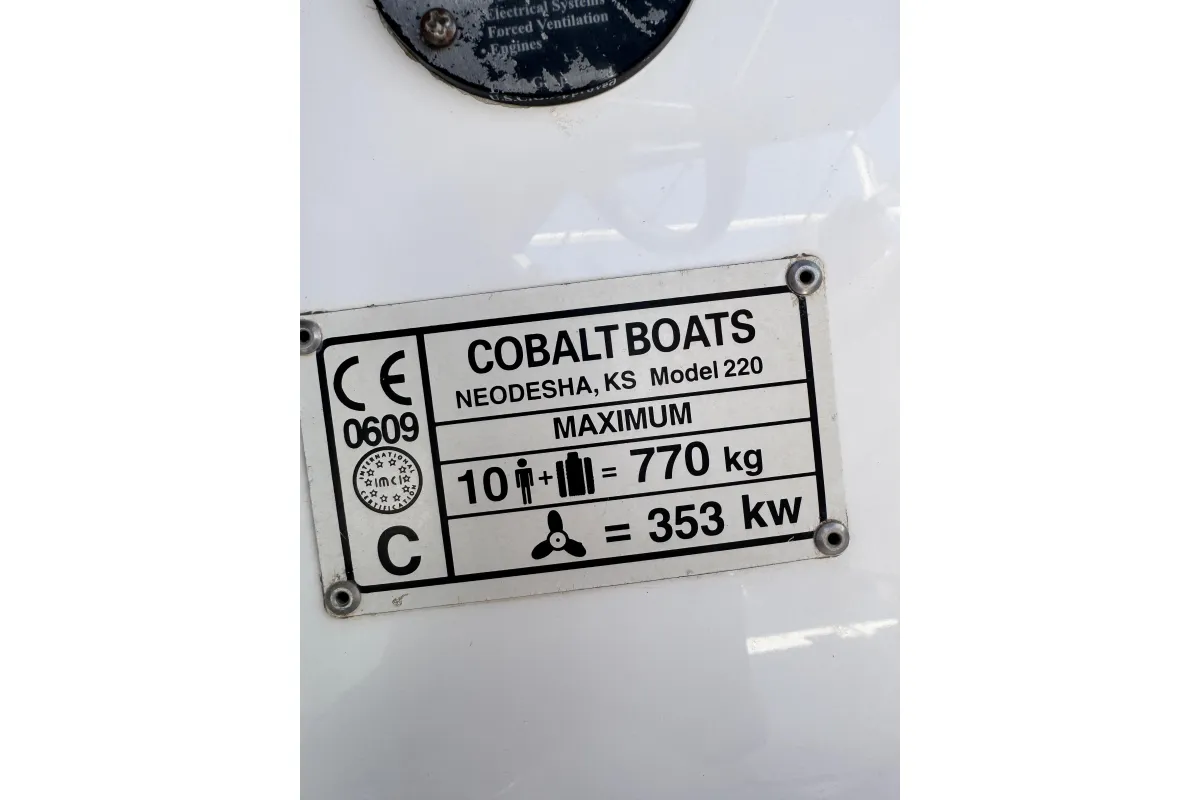 Electrical Systems
Forced Ventilation
• Engines
COBALT BOATS
NEODESHA, KS Model 220
MAXIMUM
10 + = 770 kg
= 353 kw
CE
0609
INTERNATIONAL
IMCI
CERTIFICATION
C